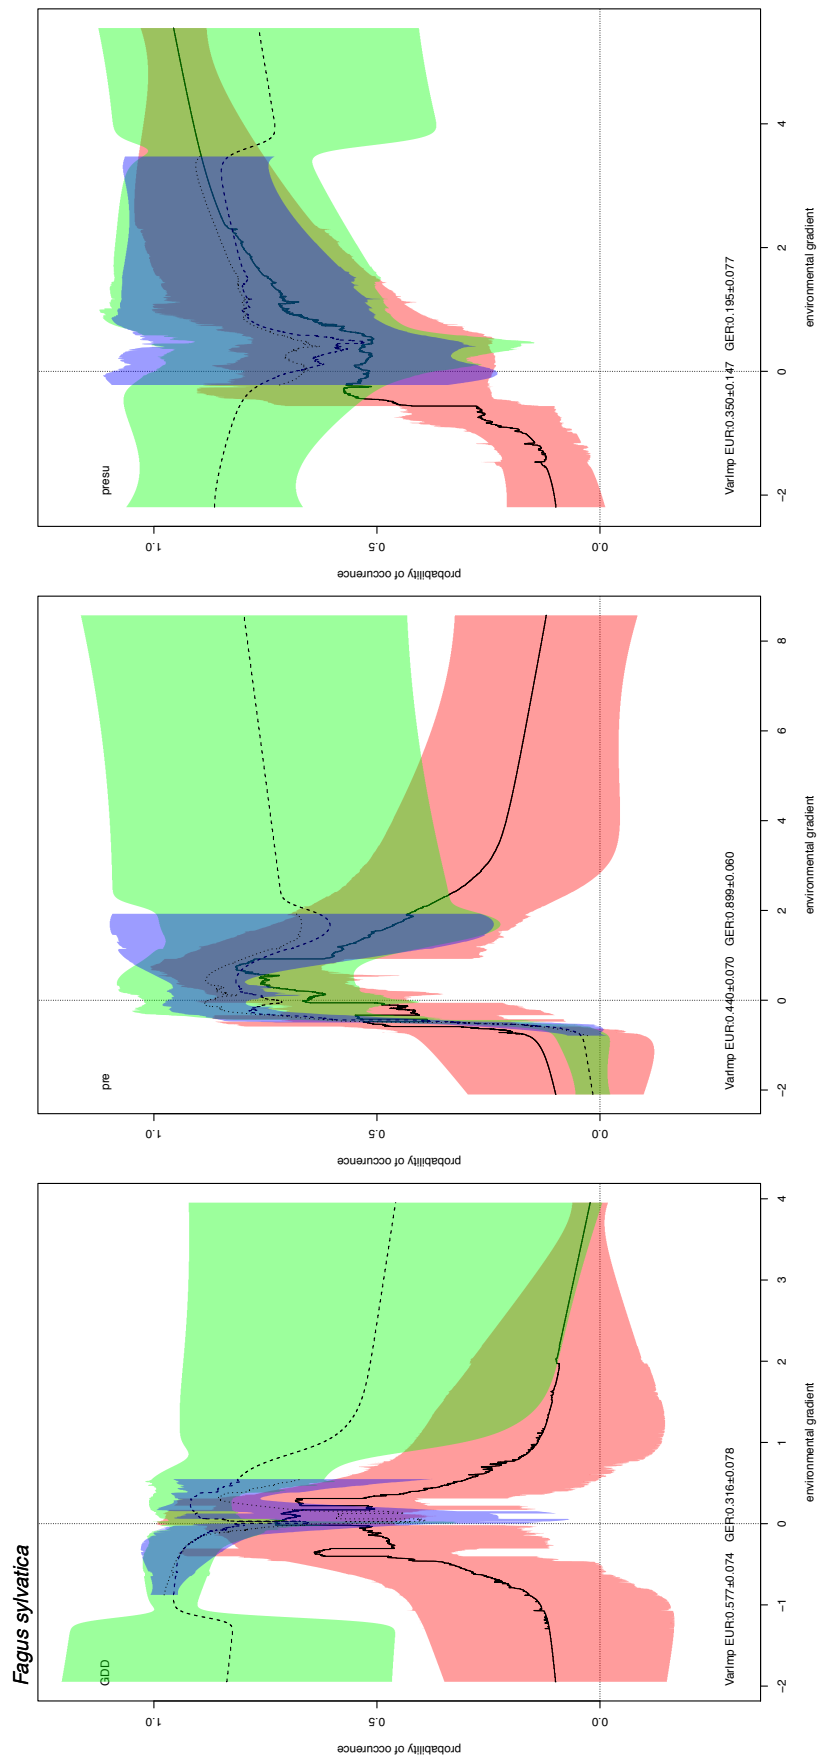 Fagus sylvatica
GDD
VarImp EUR:0.577±0.074 GER:0.316±0.078
probability of occurence
0.0
0.5
1.0
−2
−1
0
1
2
3
4
environmental gradient
pre
VarImp EUR:0.440±0.070 GER:0.899±0.060
probability of occurence
0.0
0.5
1.0
−2
0
2
4
6
8
environmental gradient
presu
VarImp EUR:0.350±0.147 GER:0.195±0.077
probability of occurence
0.0
0.5
1.0
−2
0
2
4
environmental gradient